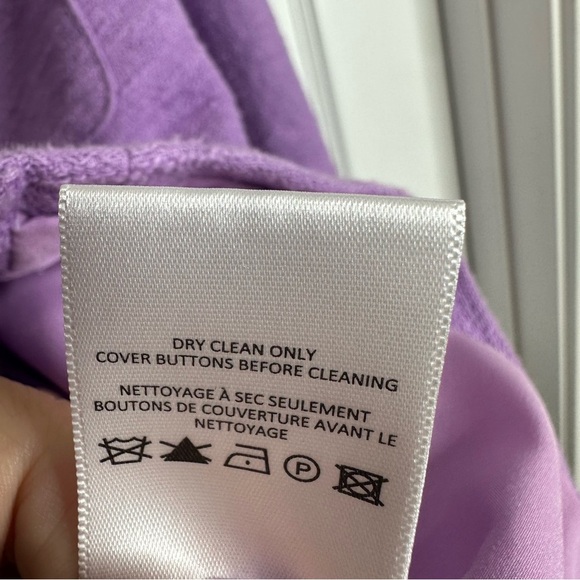 DRY CLEAN ONLY
COVER BUTTONS BEFORE CLEANING
NETTOYAGE À SEC SEULEMENT
BOUTONS DE COUVERTURE AVANT LE
NETTOYAGE
P